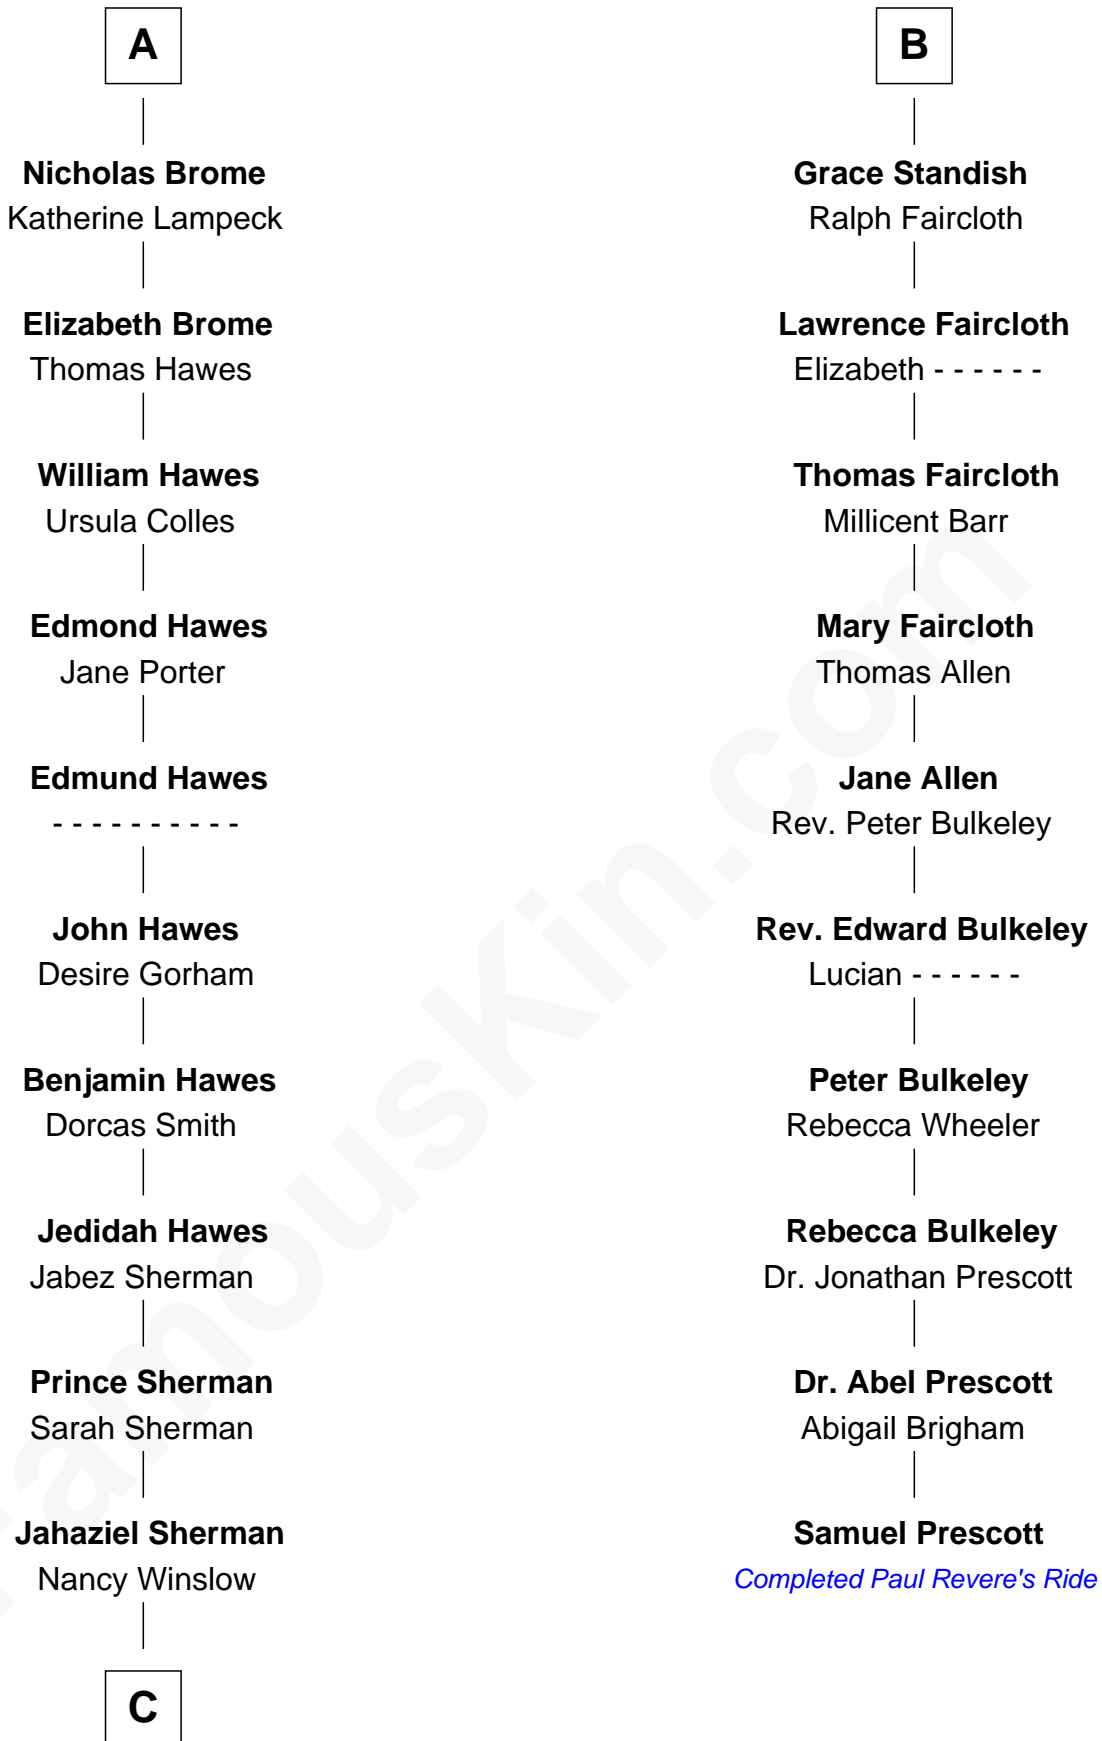 A
Nicholas Brome
Katherine Lampeck
Elizabeth Brome
Thomas Hawes
William Hawes
Ursula Colles
Edmond Hawes
Jane Porter
Edmund Hawes
- - - - - - - - - -
John Hawes
Desire Gorham
Benjamin Hawes
Dorcas Smith
Jedidah Hawes
Jabez Sherman
Prince Sherman
Sarah Sherman
Jahaziel Sherman
Nancy Winslow
C
B
Grace Standish
Ralph Faircloth
Lawrence Faircloth
Elizabeth - - - - - -
Thomas Faircloth
Millicent Barr
Mary Faircloth
Thomas Allen
Jane Allen
Rev. Peter Bulkeley
Rev. Edward Bulkeley
Lucian - - - - - -
Peter Bulkeley
Rebecca Wheeler
Rebecca Bulkeley
Dr. Jonathan Prescott
Dr. Abel Prescott
Abigail Brigham
Samuel Prescott
Completed Paul Revere's Ride
FamousKin.com